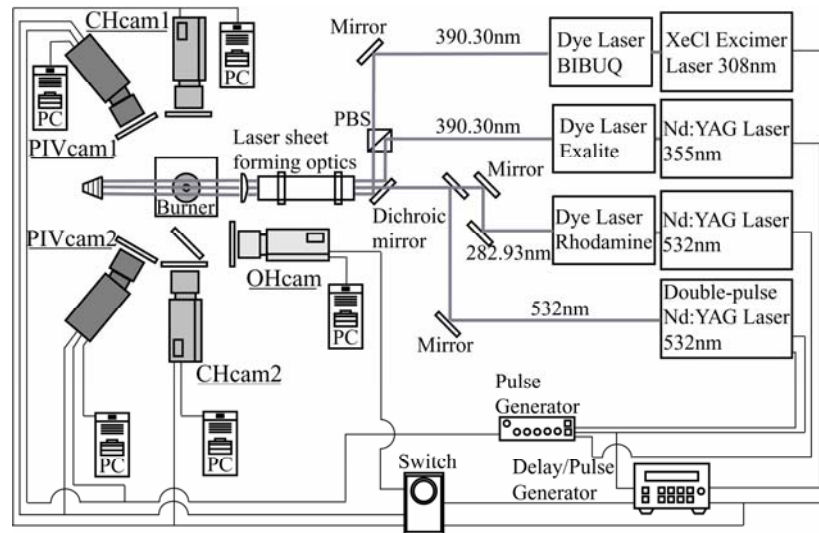 CHcam1
PC
PC
PIVcam1
Mirror
390.30nm
Dye Laser
BIBUQ
XeCl Excimer
Laser 308nm
PBS
390.30nm
Dye Laser
Exalite
Nd:YAG Laser
355nm
Laser sheet
forming optics
Mirror
Burner
Dichroic
mirror
Dye Laser
Rhodamine
Nd:YAG Laser
532nm
282.93nm
PIVcam2
OHcam
PC
532nm
Mirror
Double-pulse
Nd:YAG Laser
532nm
CHcam2
PC
PC
Pulse
Generator
Switch
Delay/Pulse
Generator